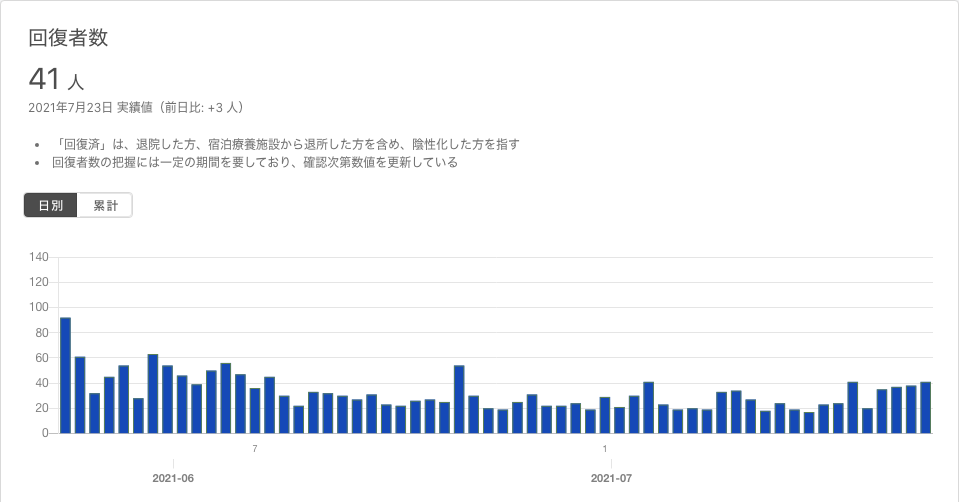 回復者数
41 人
2021年7月23日 実績値（前日比: +3 人）
• 「回復済」は、退院した方、宿泊療養施設から退所した方を含め、陰性化した方を指す
• 回復者数の把握には一定の期間を要しており、確認次第数値を更新している
日別 累計
140
120
100
80
60
40
20
0
7 1
2021-06 2021-07